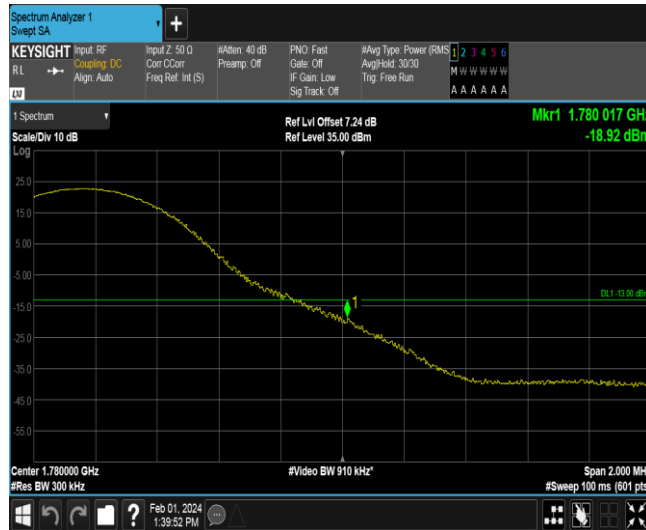 Spectrum Analyzer 1
Swept SA
+
KEYSIGHT
RL
LXI
Input: RF
Coupling: DC
Align: Auto
Input Z: 50 Ω
Corr CCorr
Freq Ref: Int (S)
#Atten: 40 dB
Preamp: Off
PNO: Fast
Gate: Off
IF Gain: Low
Sig Track: Off
#Avg Type: Power (RMS
Avg|Hold: 30/30
Trig: Free Run
1 2 3 4 5 6
M W W W W W
A A A A A A
1 Spectrum
Scale/Div 10 dB
Log
Ref Lvl Offset 7.24 dB
Ref Level 35.00 dBm
Mkr1 1.780 017 GHz
-18.92 dBm
25.0
15.0
5.00
-5.00
-15.0
-25.0
-35.0
-45.0
-55.0
DL1 -13.00 dBm
1
Center 1.780000 GHz
#Res BW 300 kHz
#Video BW 910 kHz*
Span 2.000 MH
#Sweep 100 ms (601 pts
?
Feb 01, 2024
1:39:52 PM